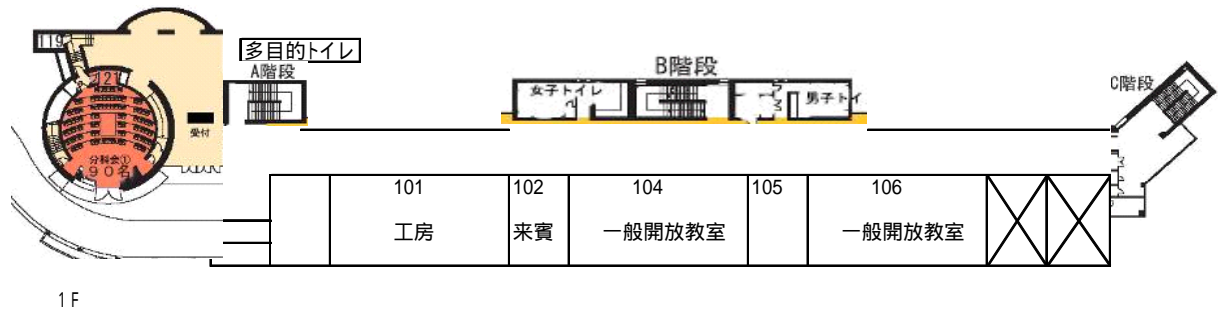 119
多目的トイレ
A階段
B階段
C階段
121
女子トイレ
男子トイ
受付
分科会①
90名
101
102
104
105
106
工房
来賓
一般開放教室
一般開放教室
1F